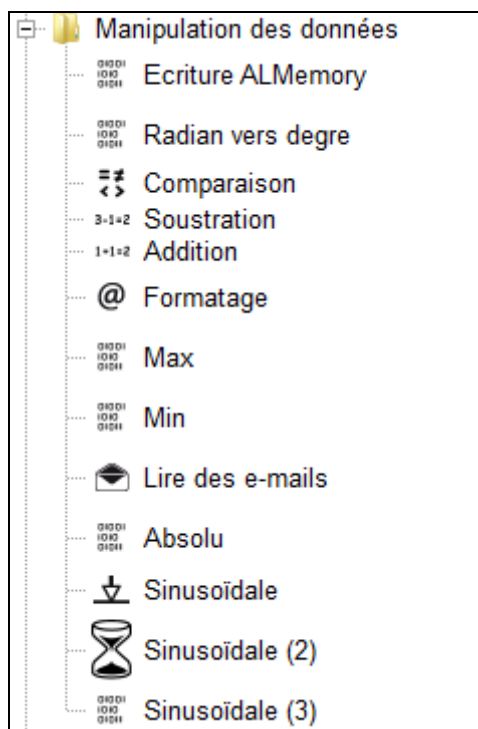 Manipulation des données
Ecriture ALMemory
Radian vers degre
Comparaison
3-1=2 Soustration
1+1=2 Addition
@ Formatage
Max
Min
Lire des e-mails
Absolu
Sinusoïdale
Sinusoïdale (2)
Sinusoïdale (3)